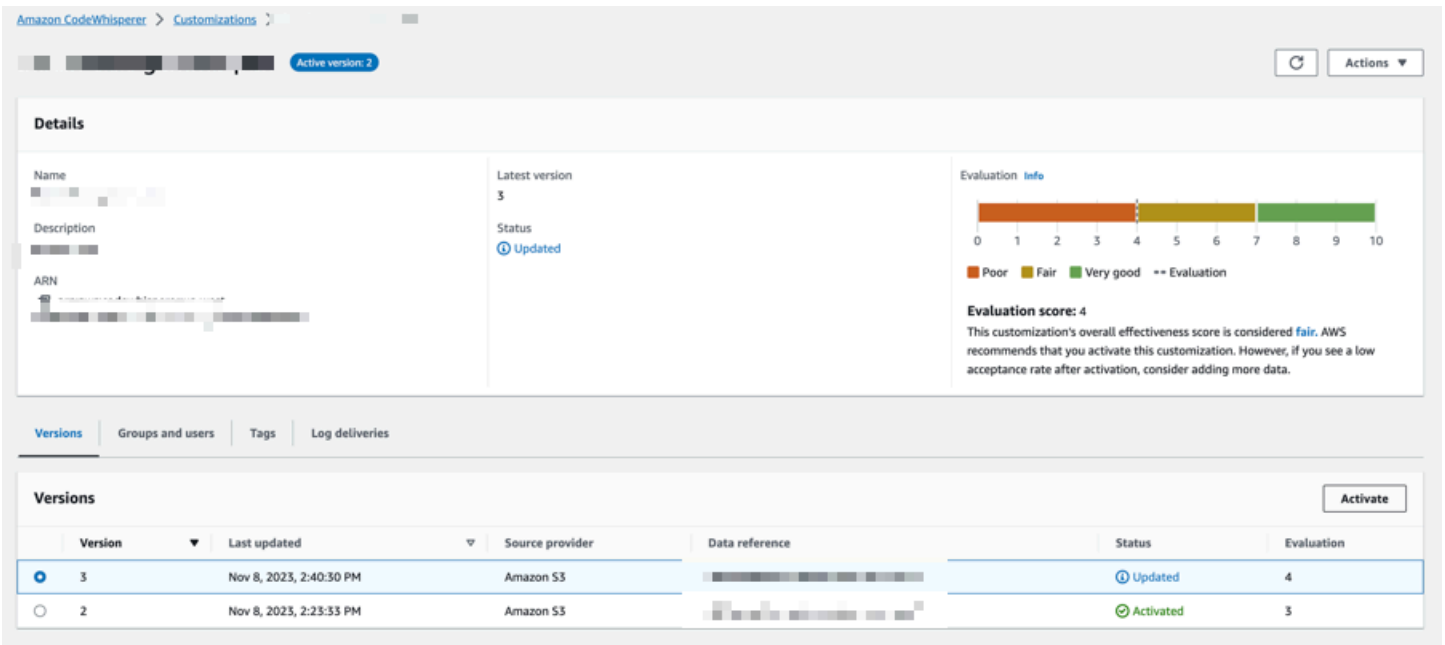 Amazon CodeWhisperer > Customizations >
Active version: 2
Actions ▼
Details
Name
Description
ARN
Latest version
3
Status
Updated
Evaluation Info
0 1 2 3 4 5 6 7 8 9 10
Poor Fair Very good -- Evaluation
Evaluation score: 4
This customization's overall effectiveness score is considered fair. AWS
recommends that you activate this customization. However, if you see a low
acceptance rate after activation, consider adding more data.
Versions Groups and users Tags Log deliveries
Versions
Activate
Version ▼ Last updated ▽ Source provider Data reference Status Evaluation
3 Nov 8, 2023, 2:40:30 PM Amazon S3 Updated 4
2 Nov 8, 2023, 2:23:33 PM Amazon S3 Activated 3